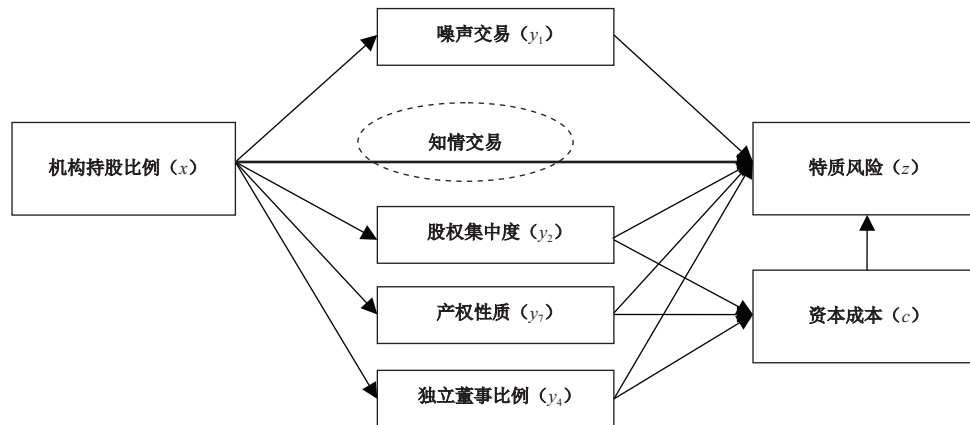 噪声交易（y1）
知情交易
机构持股比例（x）
特质风险（z）
股权集中度（y2）
产权性质（y7）
资本成本（c）
独立董事比例（y4）